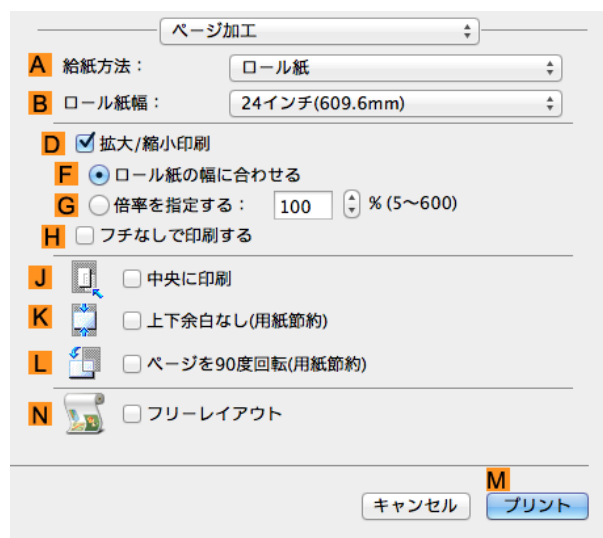 ページ加工
A 給紙方法： ロール紙
B ロール紙幅： 24インチ(609.6mm)
D 拡大/縮小印刷
F ロール紙の幅に合わせる
G 倍率を指定する： 100 % (5〜600)
H フチなしで印刷する
J 中央に印刷
K 上下余白なし(用紙節約)
L ページを90度回転(用紙節約)
N フリーレイアウト
M
キャンセル プリント